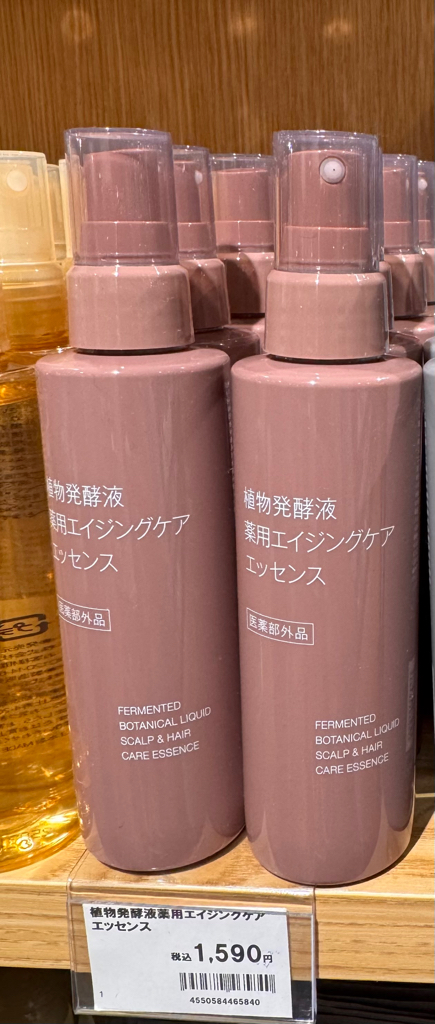 植物発酵液
薬用エイジングケア
エッセンス
医薬部外品
FERMENTED
BOTANICAL LIQUID
SCALP & HAIR
CARE ESSENCE
植物発酵液
薬用エイジングケア
エッセンス
医薬部外品
FERMENTED
BOTANICAL LIQUID
SCALP & HAIR
CARE ESSENCE
植物発酵液薬用エイジングケア
エッセンス
税込1,590円
1
4550584465840